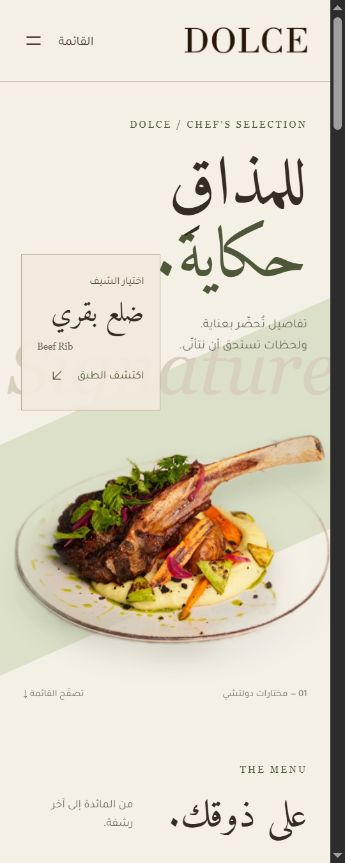 DOLCE
القائمة
DOLCE / CHEF'S SELECTION
للمذاق
حكاية.
تفاصيل تُحضّر بعناية.
ولحظات تستحق أن تتأنّى.
اختيار الشيف
ضلع بقري
Beef Rib
اكتشف الطبق
Signature
01 — مختارات دولتشي
تصفّح القائمة ↓
THE MENU
على ذوقك.
من المائدة إلى آخر
رشفة.